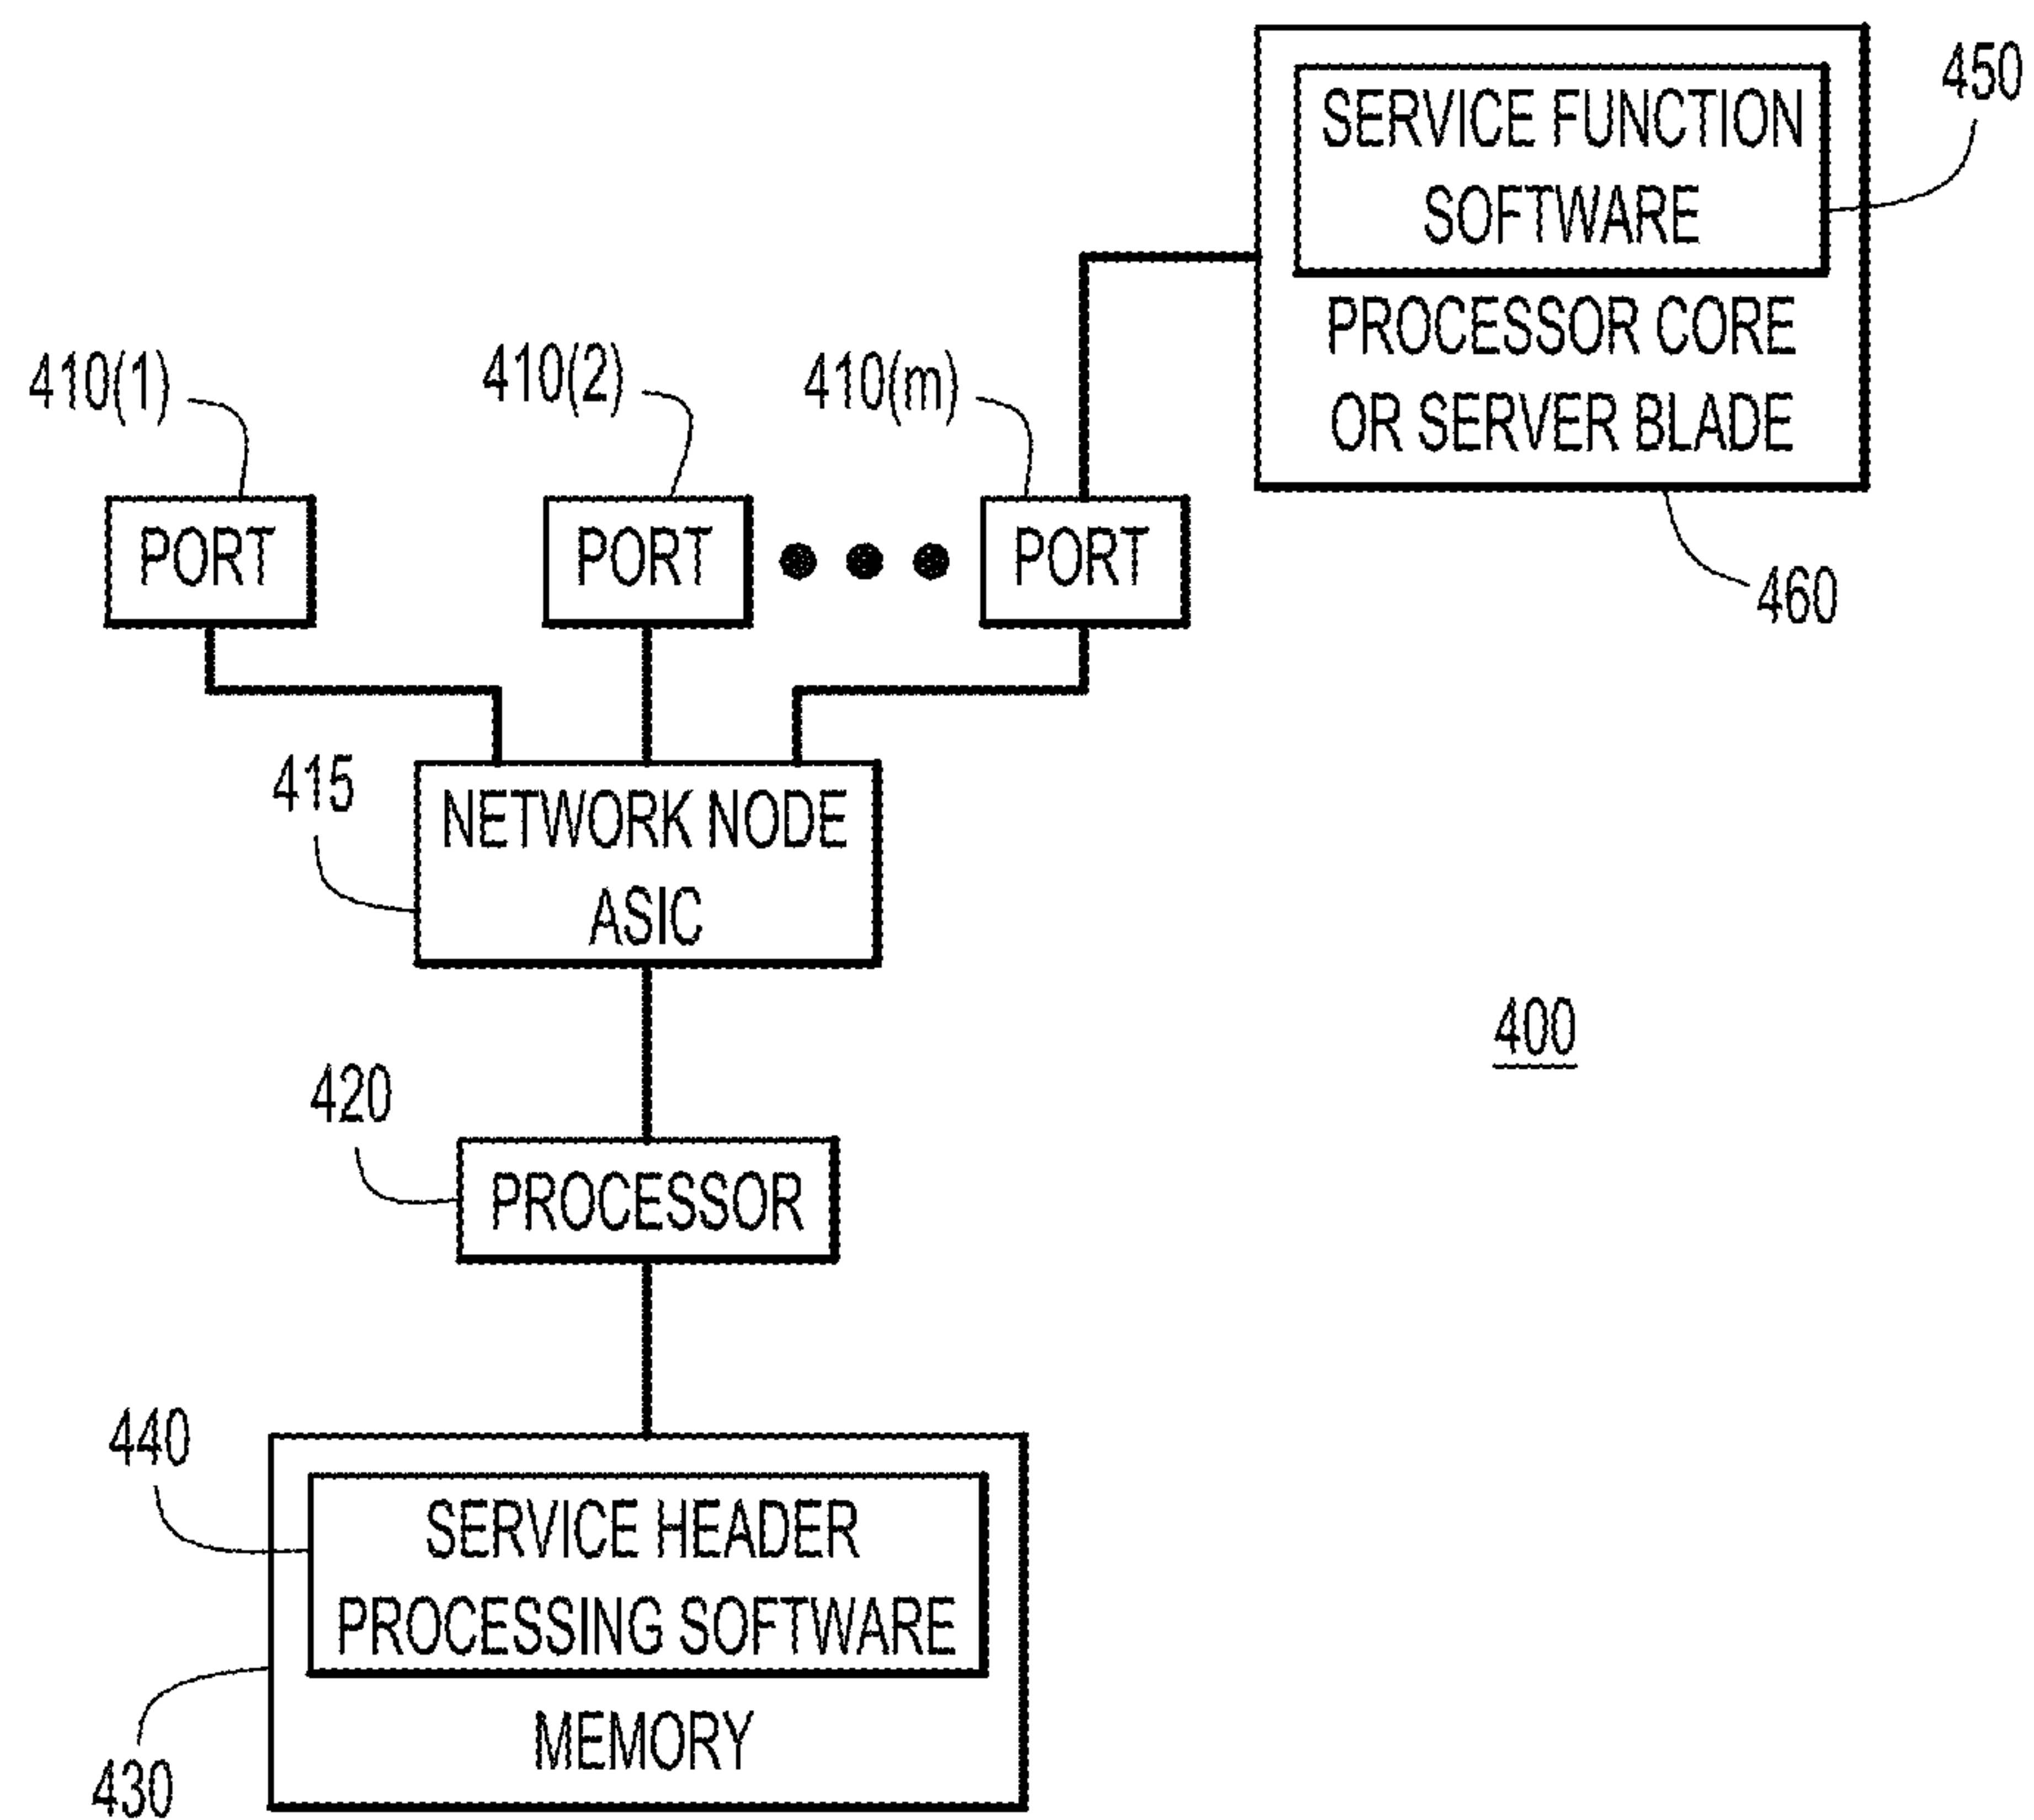 450
SERVICE FUNCTION
SOFTWARE
PROCESSOR CORE
OR SERVER BLADE
460
410(1)
410(2)
410(m)
PORT
PORT
PORT
415
NETWORK NODE
ASIC
400
420
PROCESSOR
440
SERVICE HEADER
PROCESSING SOFTWARE
MEMORY
430